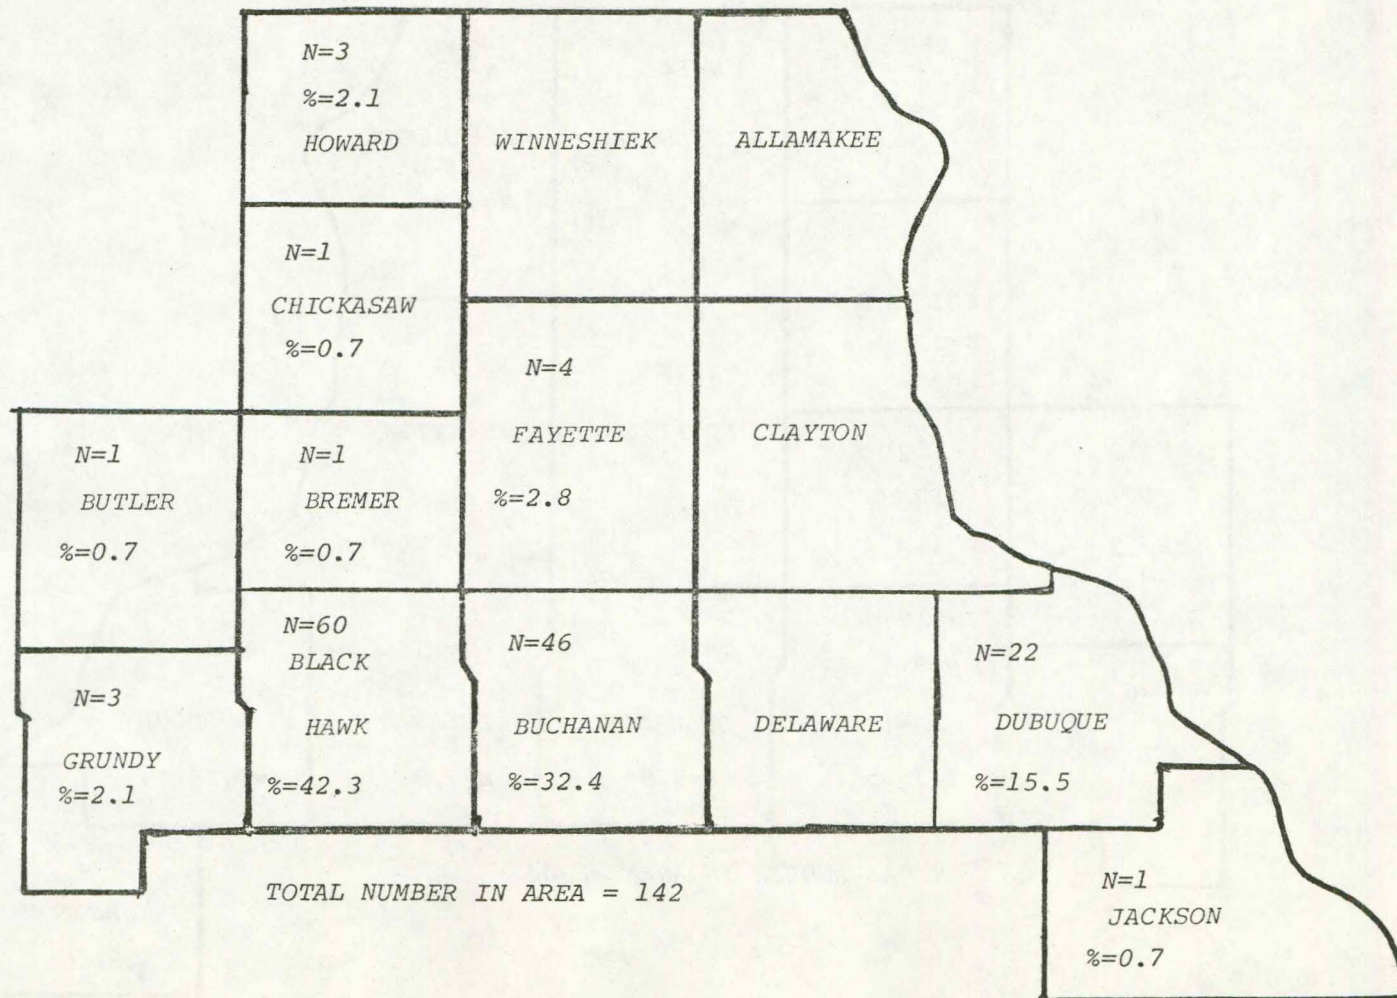 N=3
%=2.1
HOWARD
WINNESHIEK
ALLAMAKEE
N=1
CHICKASAW
%=0.7
N=4
FAYETTE
%=2.8
CLAYTON
N=1
BUTLER
%=0.7
N=1
BREMER
%=0.7
N=3
GRUNDY
%=2.1
N=60
BLACK
HAWK
%=42.3
N=46
BUCHANAN
%=32.4
DELAWARE
N=22
DUBUQUE
%=15.5
N=1
JACKSON
%=0.7
TOTAL NUMBER IN AREA = 142